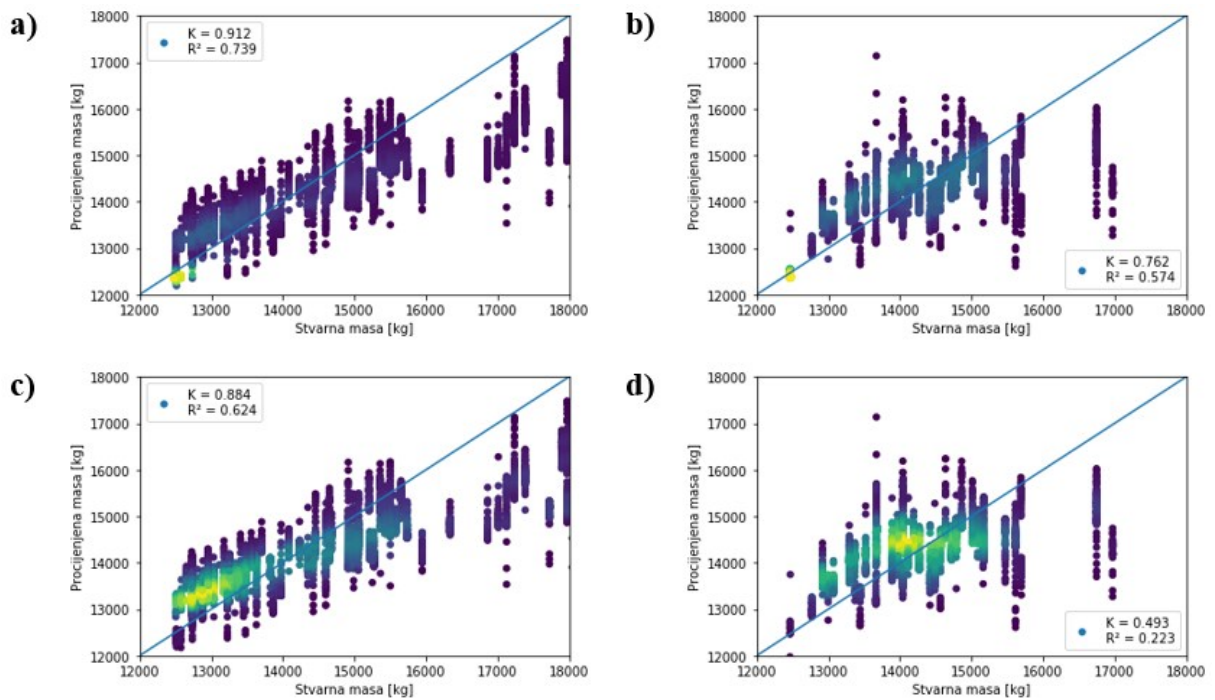 a)
K = 0.912
R² = 0.739
Procijenjena masa [kg]
18000
17000
16000
15000
14000
13000
12000
12000 13000 14000 15000 16000 17000 18000
Stvarna masa [kg]
b)
K = 0.762
R² = 0.574
Procijenjena masa [kg]
18000
17000
16000
15000
14000
13000
12000
12000 13000 14000 15000 16000 17000 18000
Stvarna masa [kg]
c)
K = 0.884
R² = 0.624
Procijenjena masa [kg]
18000
17000
16000
15000
14000
13000
12000
12000 13000 14000 15000 16000 17000 18000
Stvarna masa [kg]
d)
K = 0.493
R² = 0.223
Procijenjena masa [kg]
18000
17000
16000
15000
14000
13000
12000
12000 13000 14000 15000 16000 17000 18000
Stvarna masa [kg]